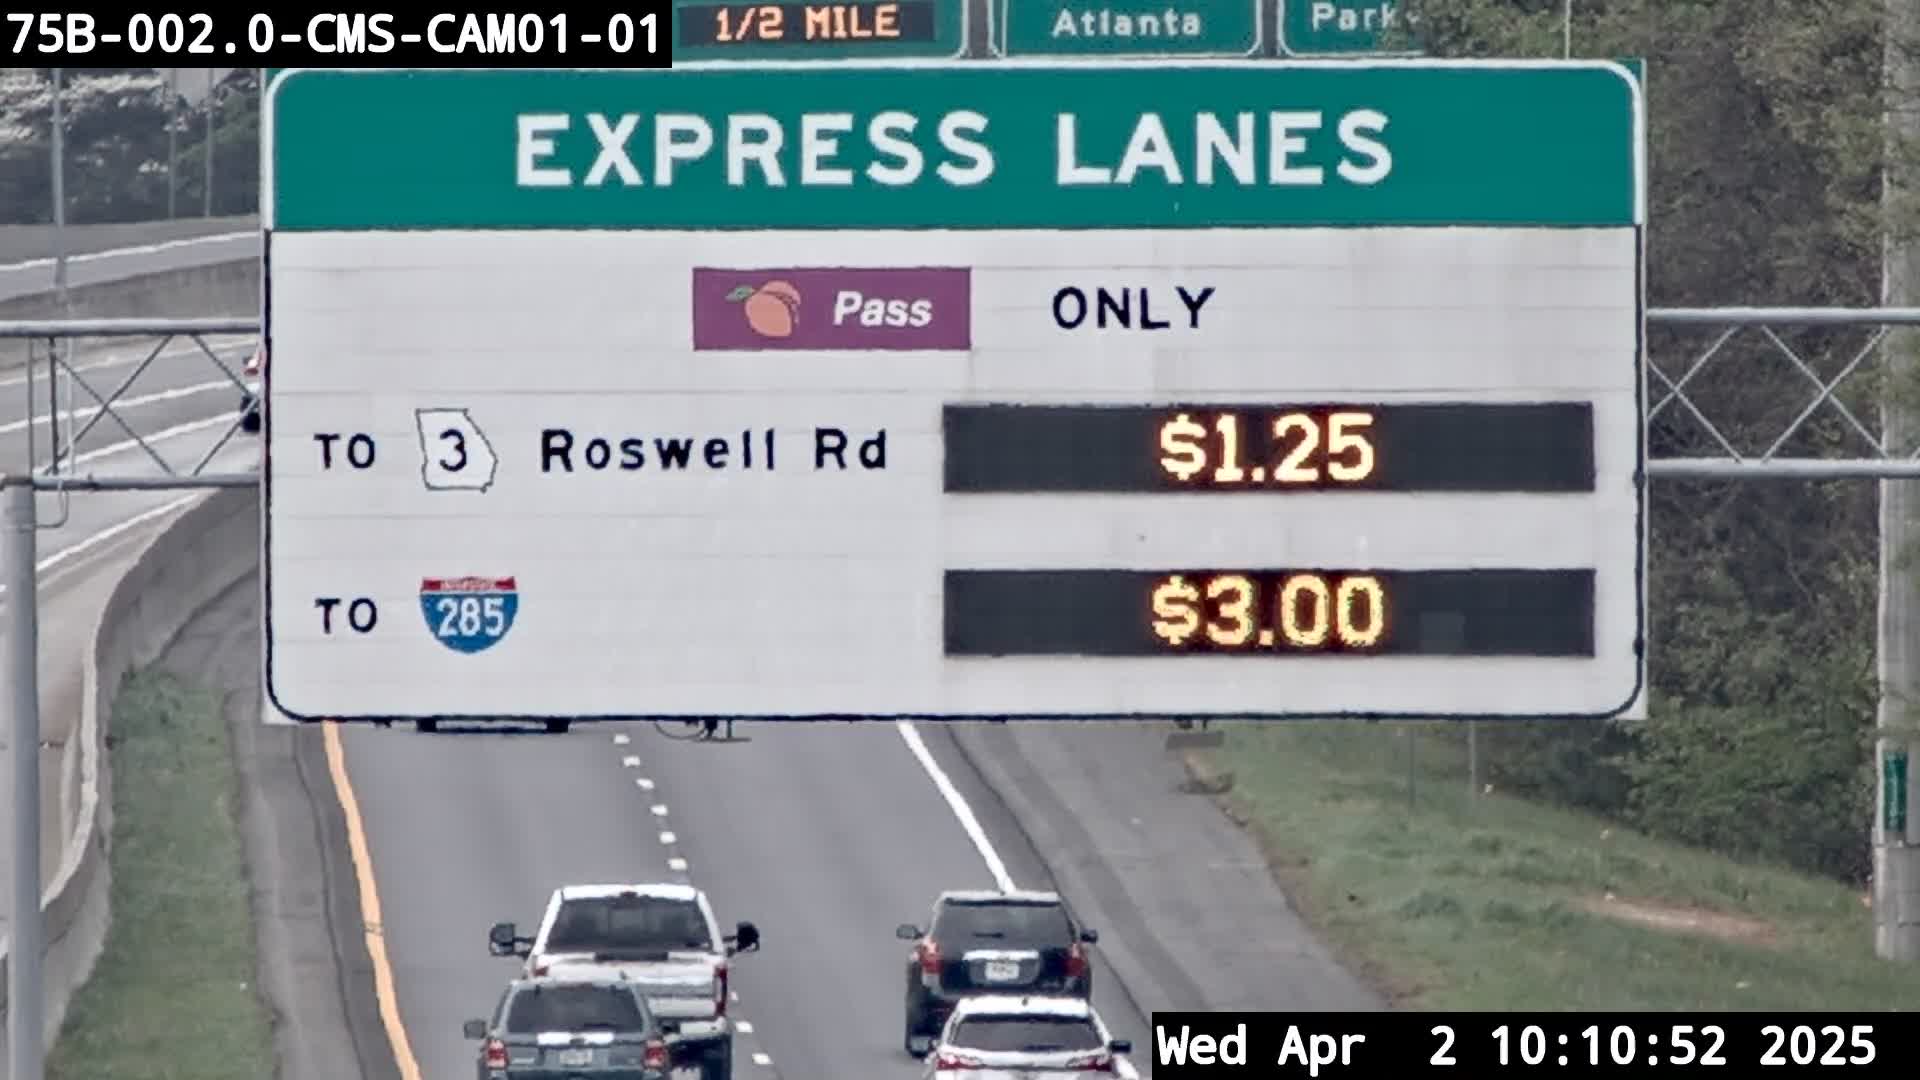 75B-002.0-CMS-CAM01-01
1/2 MILE
Atlanta
Park
EXPRESS LANES
Pass ONLY
TO 3 Roswell Rd $1.25
TO 285 $3.00
Wed Apr 2 10:10:52 2025